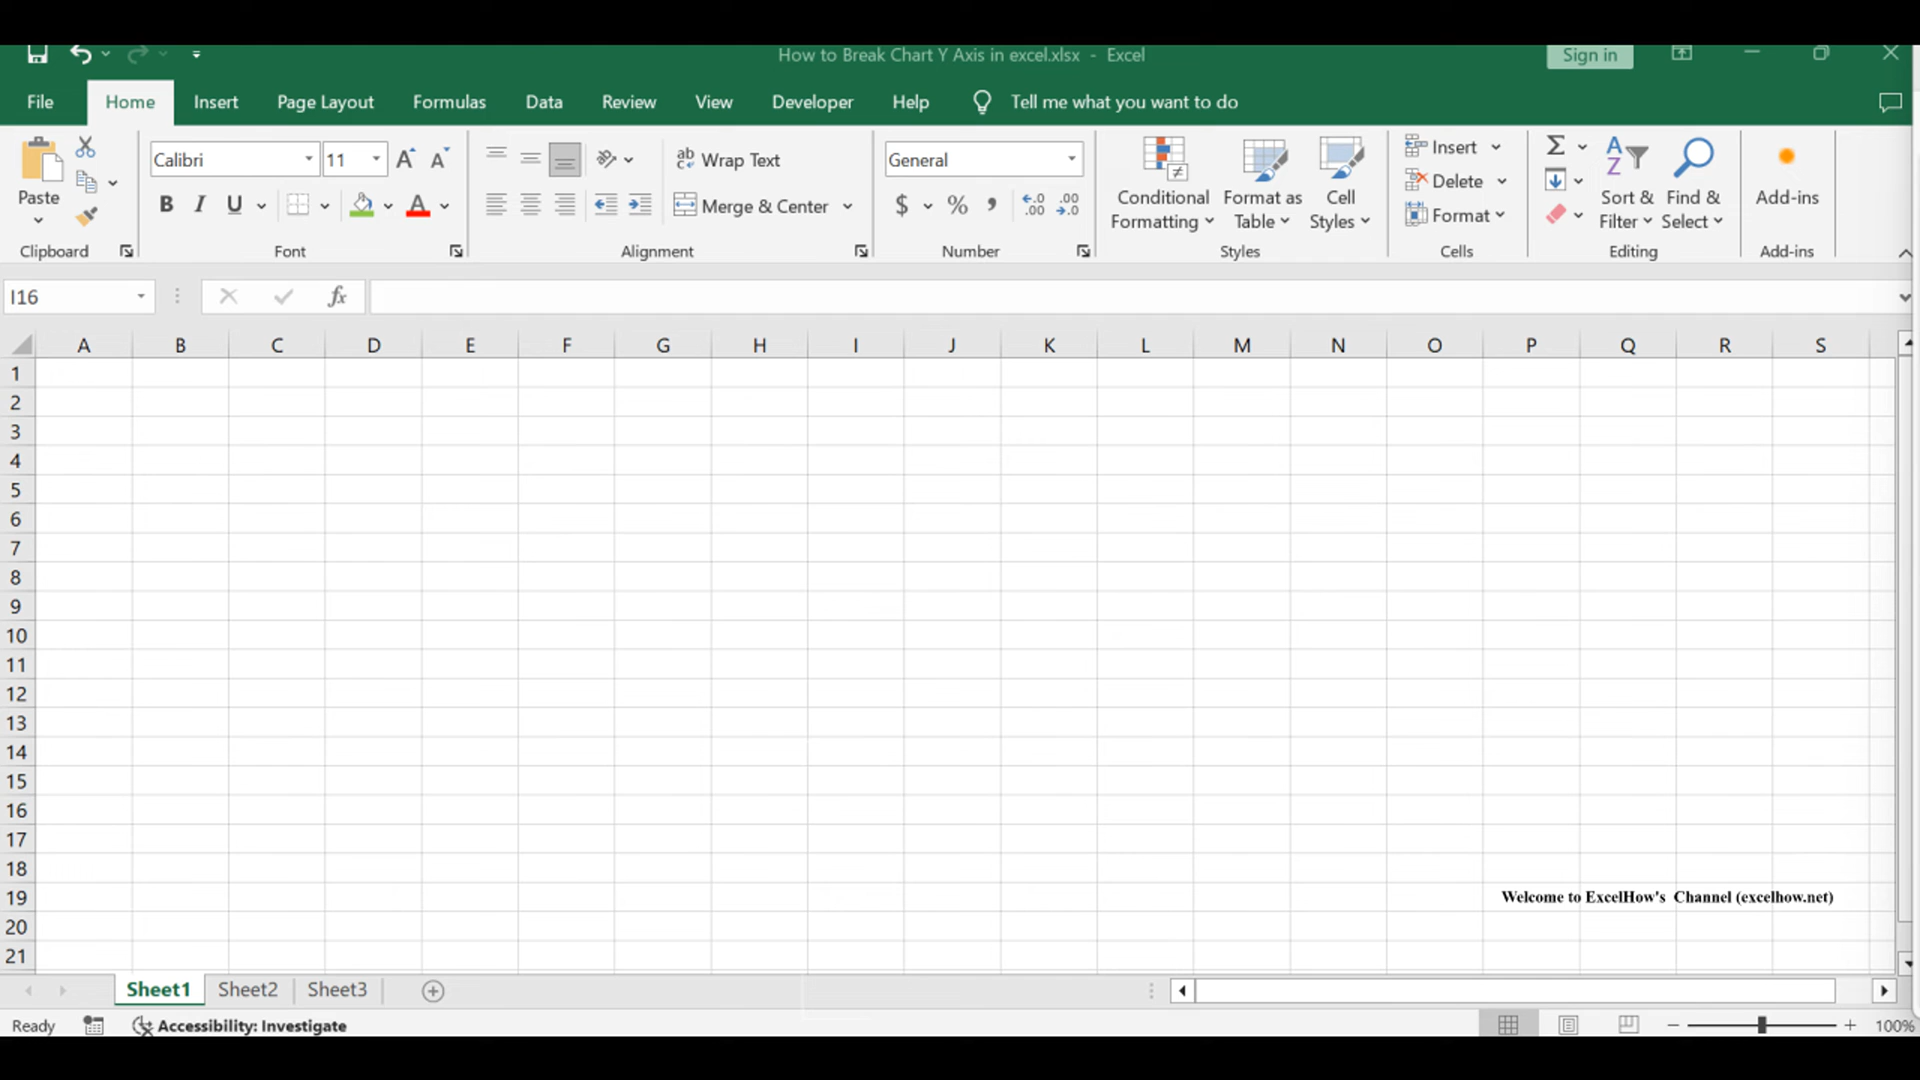 How to Break Chart Y Axis in excel.xlsx - Excel
Sign in
File Home Insert Page Layout Formulas Data Review View Developer Help Tell me what you want to do
Paste
Clipboard
Calibri 11
B I U A
Font
ab Wrap Text
Merge & Center
Alignment
General
$ % , .00 .00
Number
Conditional Formatting
Format as Table
Cell Styles
Styles
Insert
Delete
Format
Cells
Σ
Sort & Filter
Find & Select
Editing
Add-ins
Add-ins
I16
fx
A B C D E F G H I J K L M N O P Q R S
1
2
3
4
5
6
7
8
9
10
11
12
13
14
15
16
17
18
19 Welcome to ExcelHow's Channel (excelhow.net)
20
21
Sheet1 Sheet2 Sheet3
Ready Accessibility: Investigate 100%